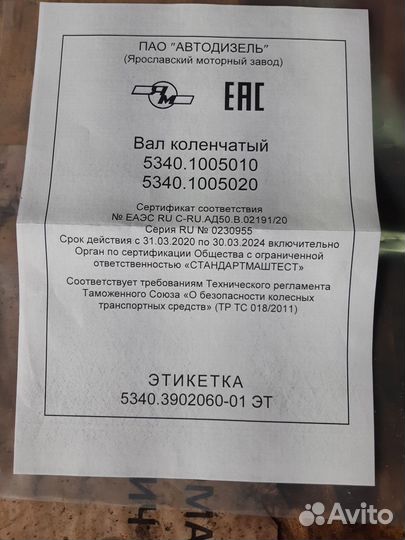 ПАО "АВТОДИЗЕЛЬ"
(Ярославский моторный завод)
ЯМ
ЕАС
Вал коленчатый
5340.1005010
5340.1005020
Сертификат соответствия
№ ЕАЭС RU С-RU.АД50.В.02191/20
Серия RU № 0230955
Срок действия с 31.03.2020 по 30.03.2024 включительно
Орган по сертификации Общества с ограниченной
ответственностью «СТАНДАРТМАШТЕСТ»
Соответствует требованиям Технического регламента
Таможенного Союза «О безопасности колесных
транспортных средств» (ТР ТС 018/2011)
ЭТИКЕТКА
5340.3902060-01 ЭТ
Avito